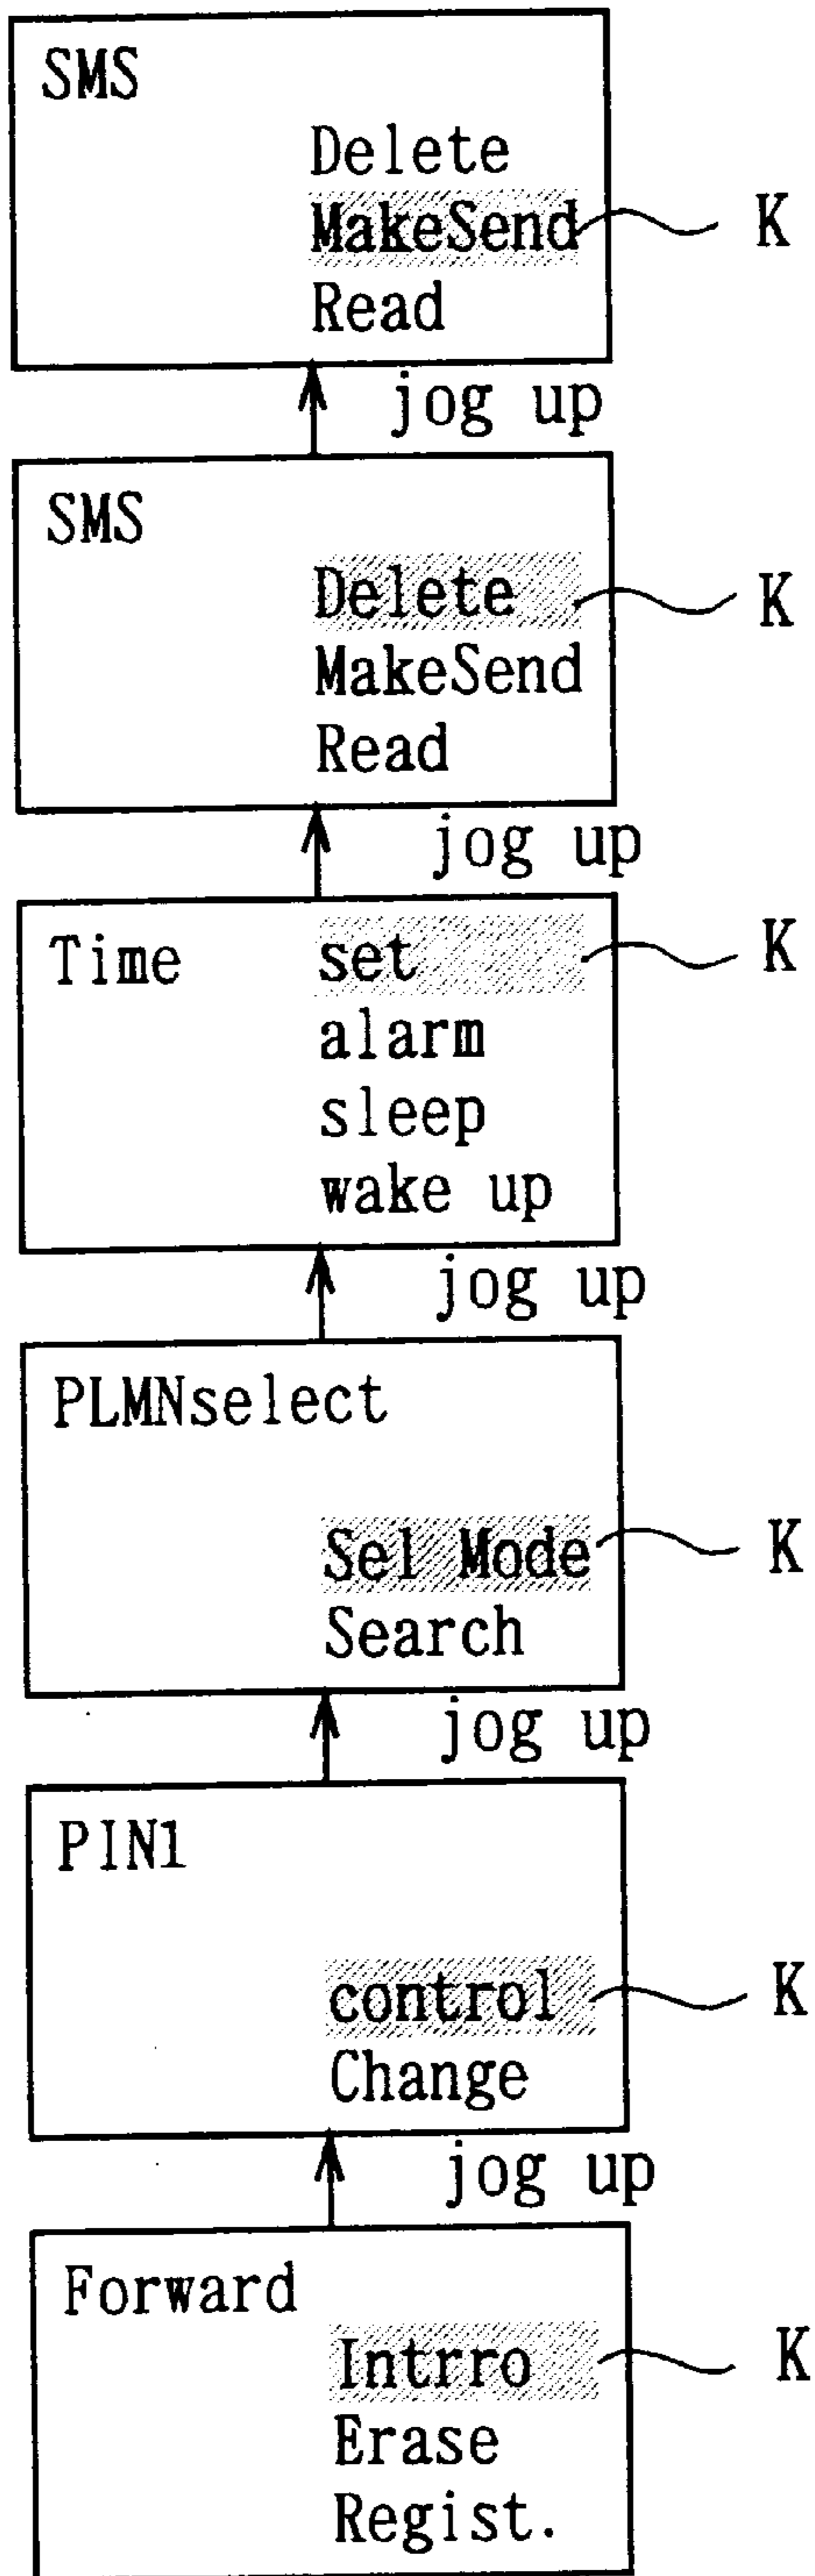 SMS
Delete
MakeSend K
Read
jog up
SMS
Delete K
MakeSend
Read
jog up
Time set K
alarm
sleep
wake up
jog up
PLMNselect
Sel Mode K
Search
jog up
PIN1
control K
Change
jog up
Forward
Intrro K
Erase
Regist.